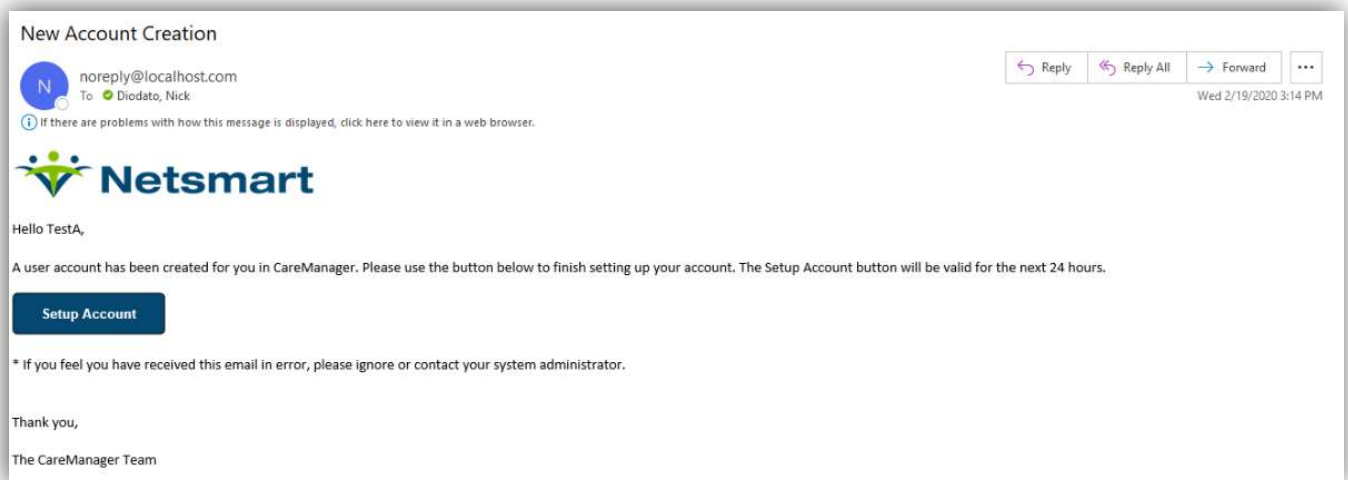 New Account Creation
N
noreply@localhost.com
To Diodato, Nick
Reply
Reply All
Forward
...
Wed 2/19/2020 3:14 PM
i If there are problems with how this message is displayed, click here to view it in a web browser.
Netsmart
Hello TestA,
A user account has been created for you in CareManager. Please use the button below to finish setting up your account. The Setup Account button will be valid for the next 24 hours.
Setup Account
* If you feel you have received this email in error, please ignore or contact your system administrator.
Thank you,
The CareManager Team